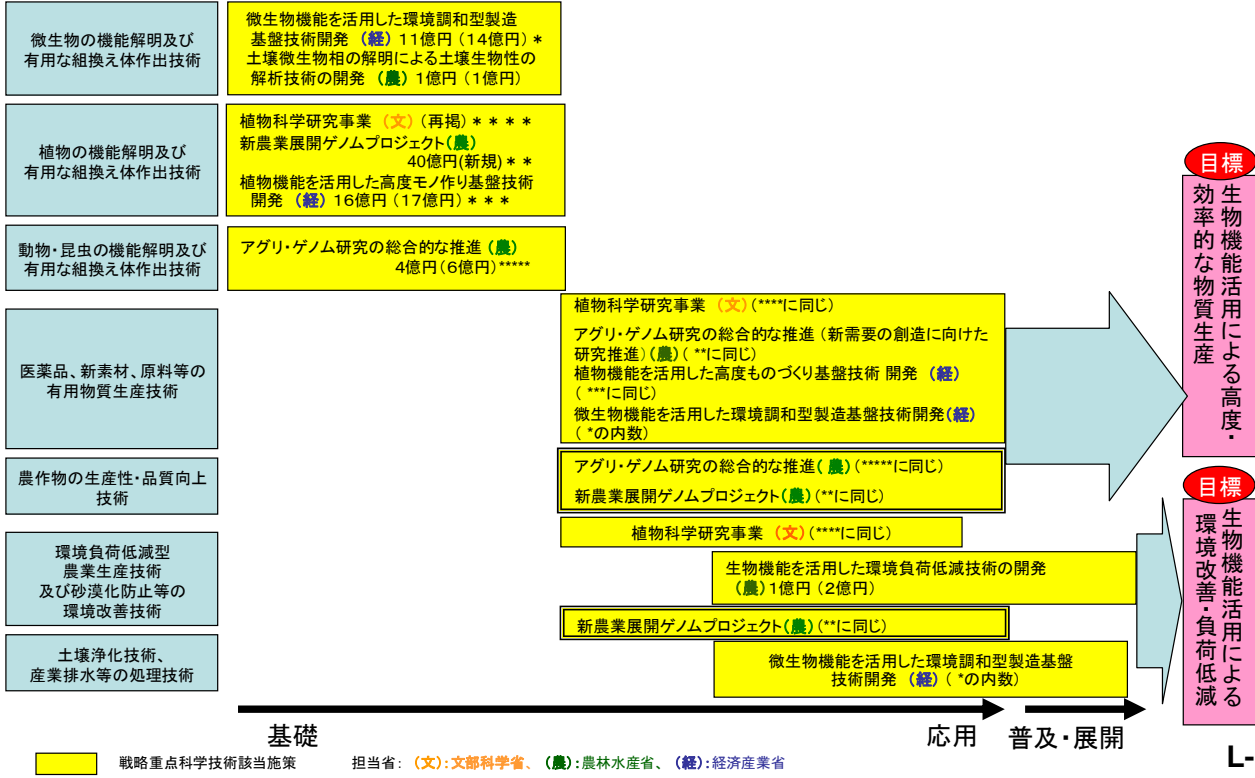 微生物の機能解明及び
有用な組換え体作出技術
微生物機能を活用した環境調和型製造
基盤技術開発 (経) 11億円(14億円)*
土壌微生物相の解明による土壌生物性の
解析技術の開発 (農) 1億円(1億円)
植物の機能解明及び
有用な組換え体作出技術
植物科学研究事業 (文) (再掲)****
新農業展開ゲノムプロジェクト(農)
40億円(新規)**
植物機能を活用した高度モノ作り基盤技術
開発 (経) 16億円(17億円)***
動物・昆虫の機能解明及び
有用な組換え体作出技術
アグリ・ゲノム研究の総合的な推進(農)
4億円(6億円)*****
医薬品、新素材、原料等の
有用物質生産技術
植物科学研究事業 (文)(****に同じ)
アグリ・ゲノム研究の総合的な推進(新需要の創造に向けた
研究推進)(農)( **に同じ)
植物機能を活用した高度ものづくり基盤技術 開発 (経)
( ***に同じ)
微生物機能を活用した環境調和型製造基盤技術開発(経)
( *の内数)
農作物の生産性・品質向上
技術
アグリ・ゲノム研究の総合的な推進( 農)(*****に同じ)
新農業展開ゲノムプロジェクト(農)(**に同じ)
環境負荷低減型
農業生産技術
及び砂漠化防止等の
環境改善技術
植物科学研究事業 (文)(****に同じ)
生物機能を活用した環境負荷低減技術の開発
(農)1億円(2億円)
新農業展開ゲノムプロジェクト(農)(**に同じ)
土壌浄化技術、
産業排水等の処理技術
微生物機能を活用した環境調和型製造基盤
技術開発 (経)( *の内数)
目標
生物機能活用による高度・
効率的な物質生産
目標
生物機能活用による
環境改善・負荷低減
基礎
応用
普及・展開
戦略重点科学技術該当施策
担当省: (文):文部科学省、(農):農林水産省、(経):経済産業省
L-